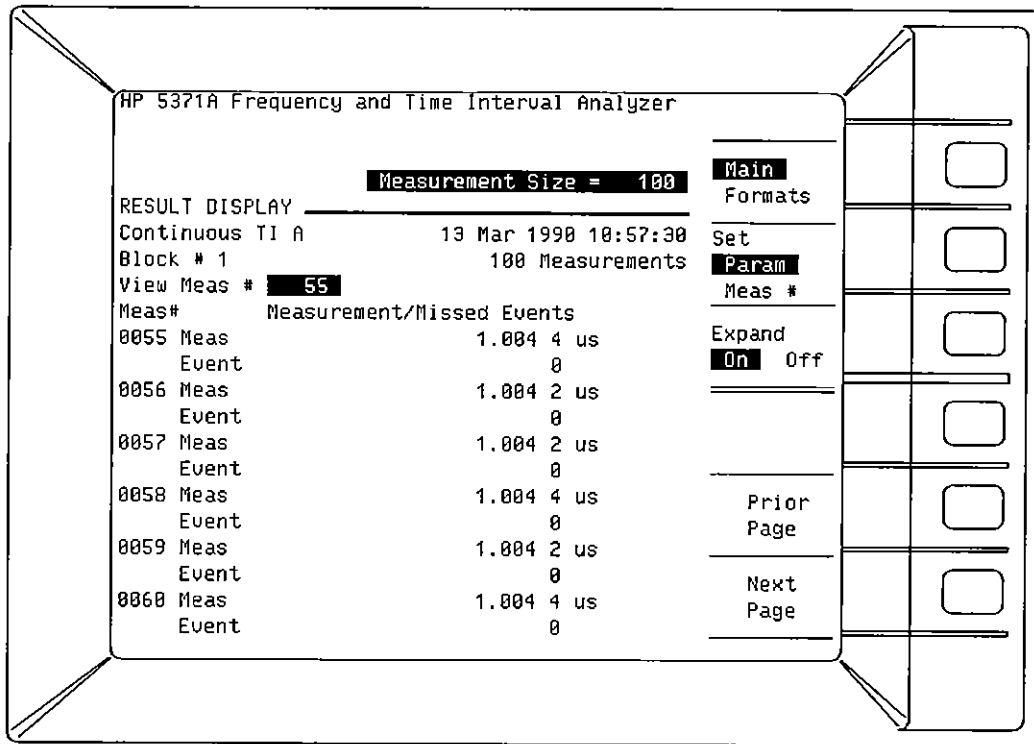 HP 5371A Frequency and Time Interval Analyzer
Measurement Size = 100
RESULT DISPLAY
Continuous TI A 13 Mar 1990 10:57:30
Block # 1 100 Measurements
View Meas # 55
Meas# Measurement/Missed Events
0055 Meas 1.004 4 us
Event 0
0056 Meas 1.004 2 us
Event 0
0057 Meas 1.004 2 us
Event 0
0058 Meas 1.004 4 us
Event 0
0059 Meas 1.004 2 us
Event 0
0060 Meas 1.004 4 us
Event 0
Main
Formats
Set
Param
Meas #
Expand
On Off
Prior
Page
Next
Page